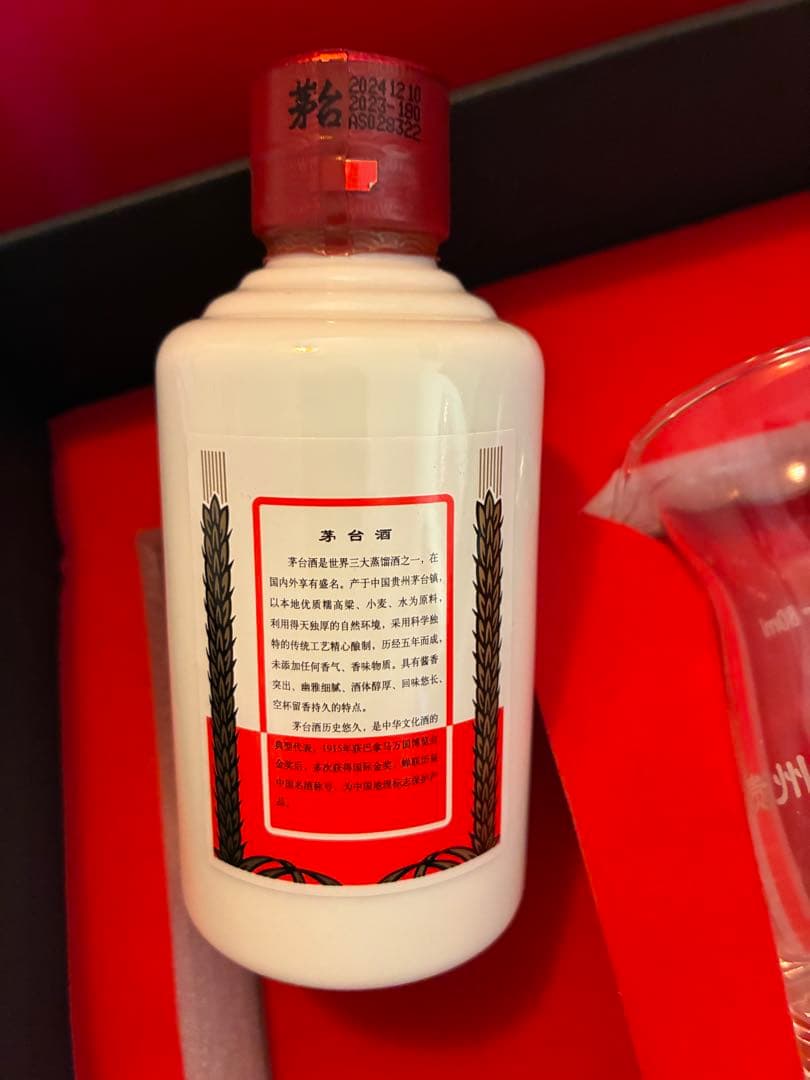 茅台
20241210
2023-180
AS028322
茅台酒
茅台酒是世界三大蒸馏酒之一，在
国内外享有盛名。产于中国贵州茅台镇，
以本地优质糯高粱、小麦、水为原料，
利用得天独厚的自然环境，采用科学独
特的传统工艺精心酿制，历经五年而成，
未添加任何香气、香味物质。具有酱香
突出、幽雅细腻、酒体醇厚、回味悠长、
空杯留香持久的特点。
茅台酒历史悠久，是中华文化酒的
典型代表，1915年获巴拿马万国博览会
金奖后，多次获得国际金奖，蝉联历届
中国名酒称号，为中国地理标志保护产
品。
80ml